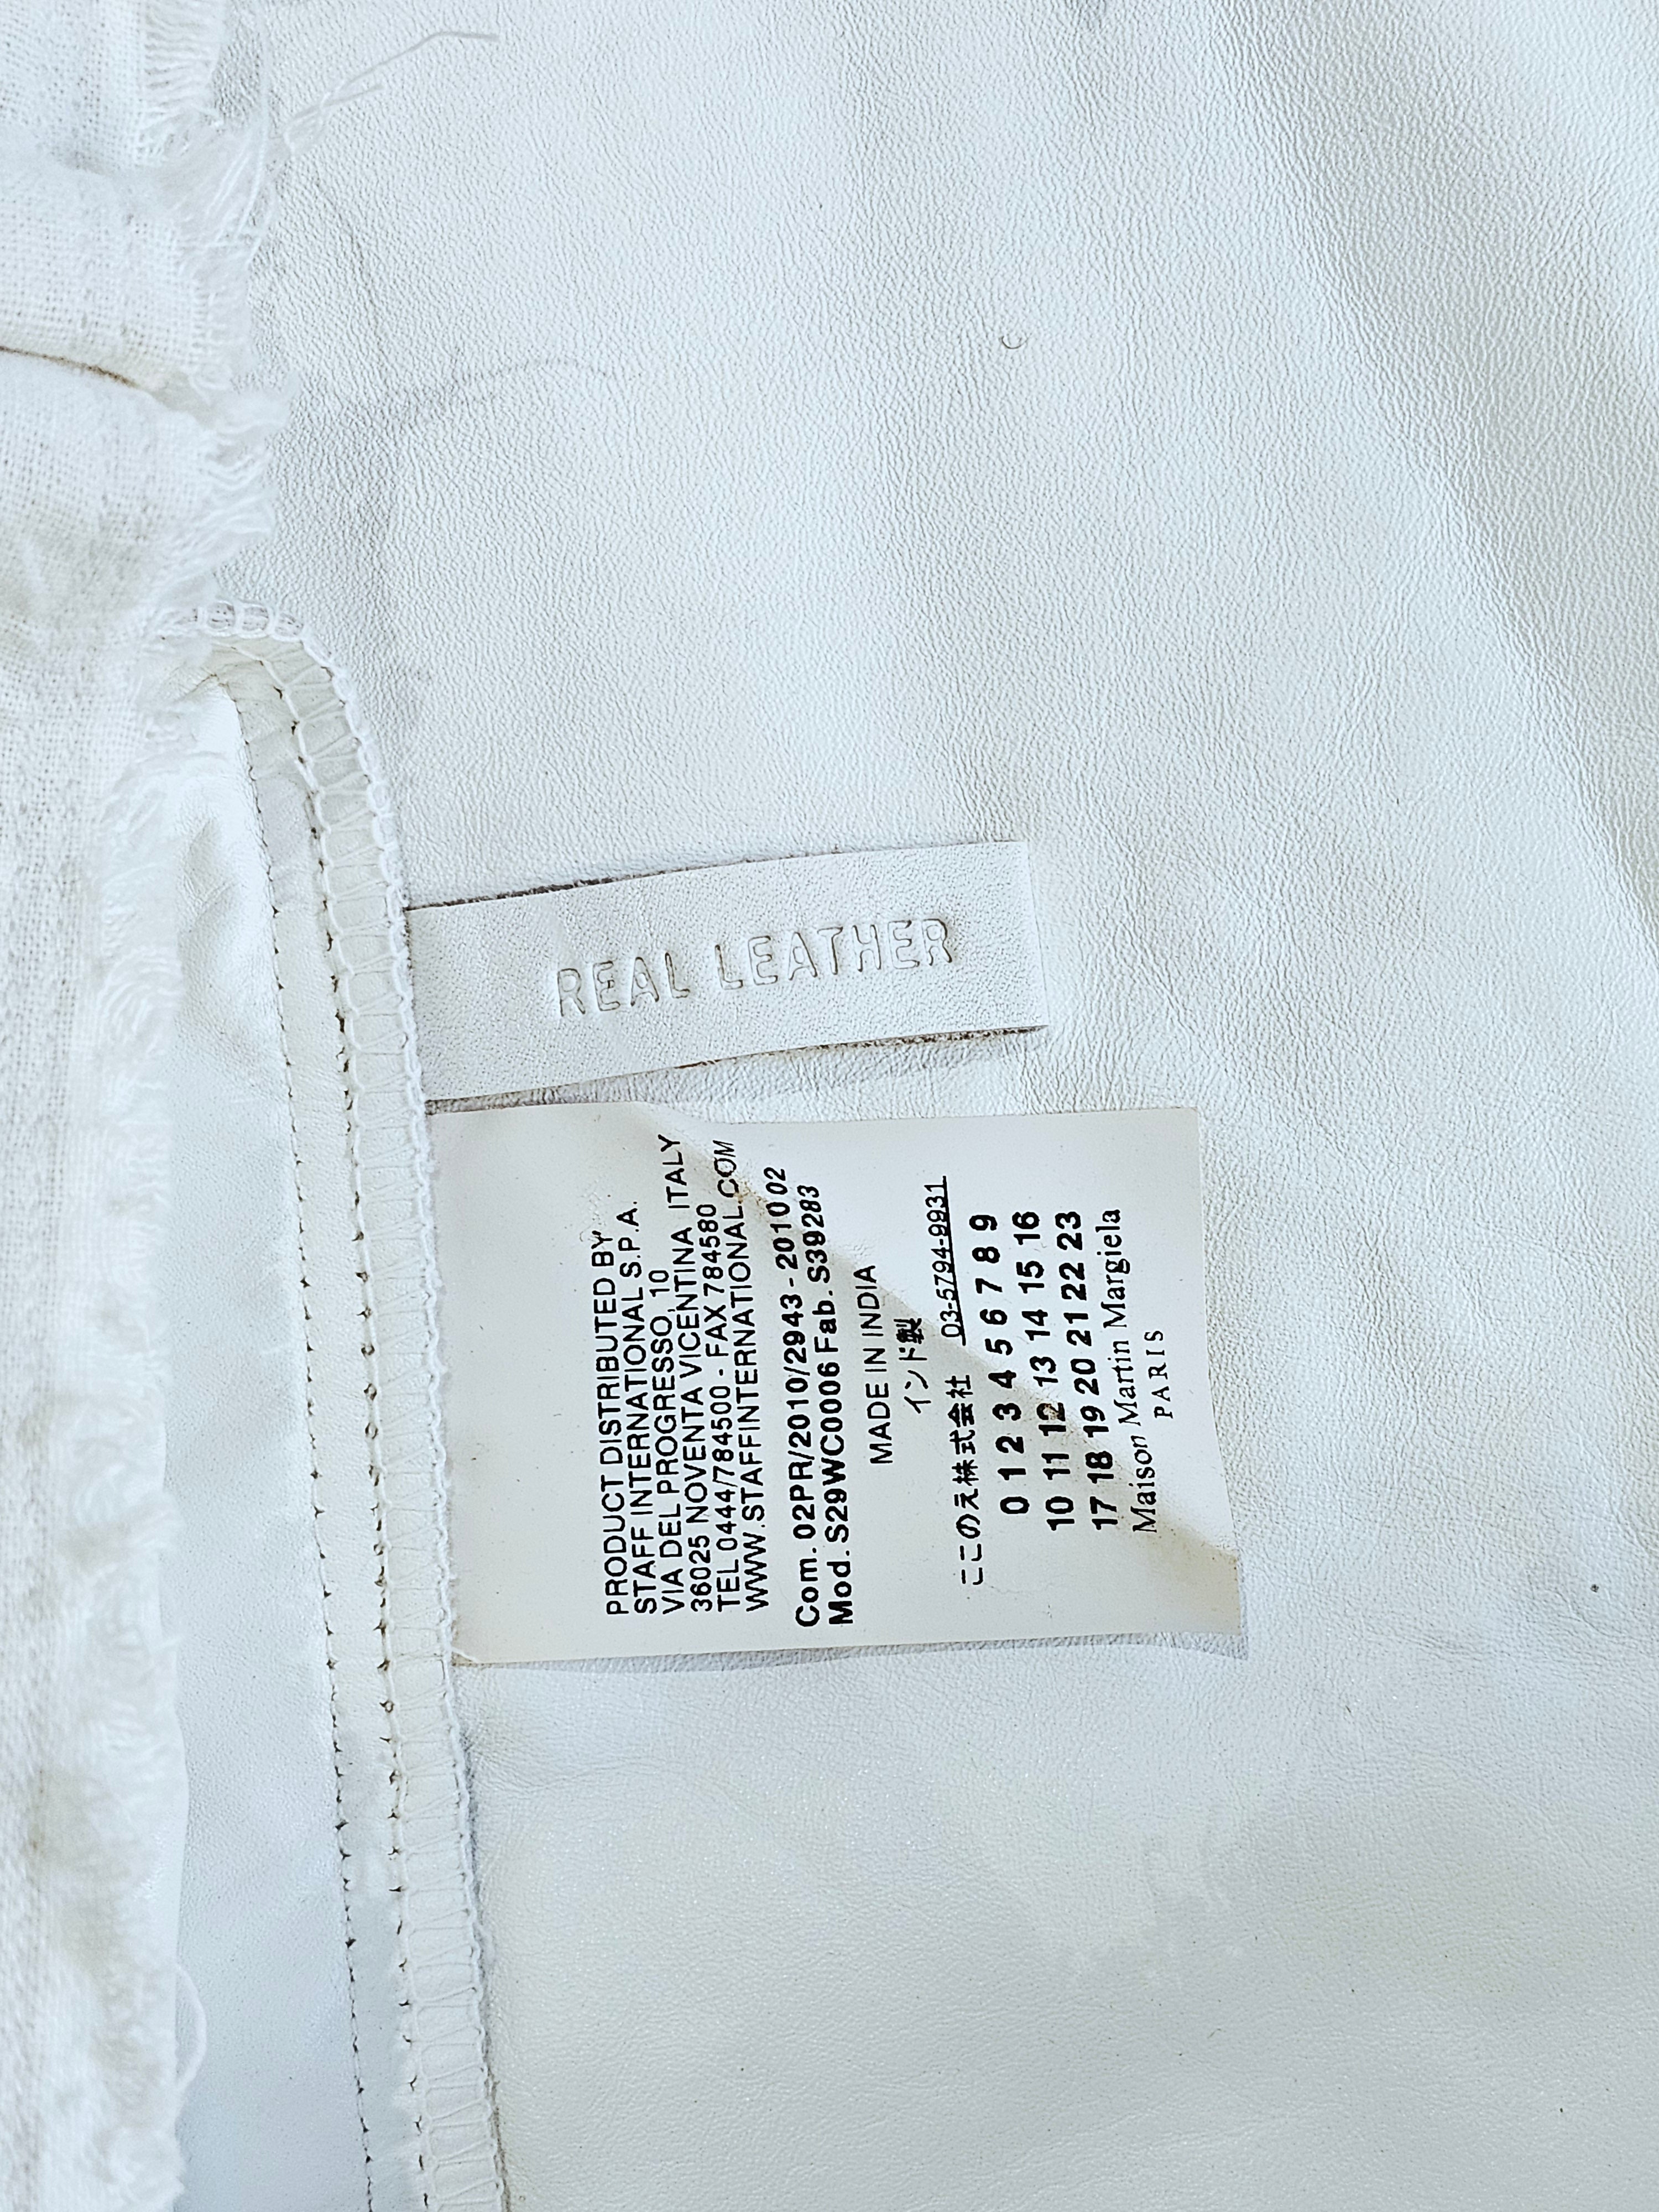 REAL LEATHER
PRODUCT DISTRIBUTED BY
STAFF INTERNATIONAL S.P.A.
VIA DEL PROGRESSO, 10
36025 NOVENTA VICENTINA ITALY
TEL 0444/784500 - FAX 784580
WWW.STAFFINTERNATIONAL.COM
Com. 02PR/2010/2943 - 201002
Mod. S29WC0006 Fab. S39283
MADE IN INDIA
インド製
ここのえ株式会社 03-5794-9931
0 1 2 3 4 5 6 7 8 9
10 11 12 13 14 15 16
17 18 19 20 21 22 23
Maison Martin Margiela
PARIS